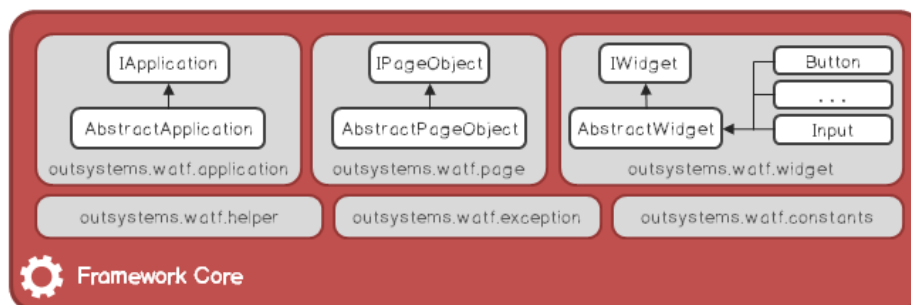 IApplication
AbstractApplication
outsystems.watf.application
IPageObject
AbstractPageObject
outsystems.watf.page
IWidget
AbstractWidget
Button
...
Input
outsystems.watf.widget
outsystems.watf.helper
outsystems.watf.exception
outsystems.watf.constants
Framework Core